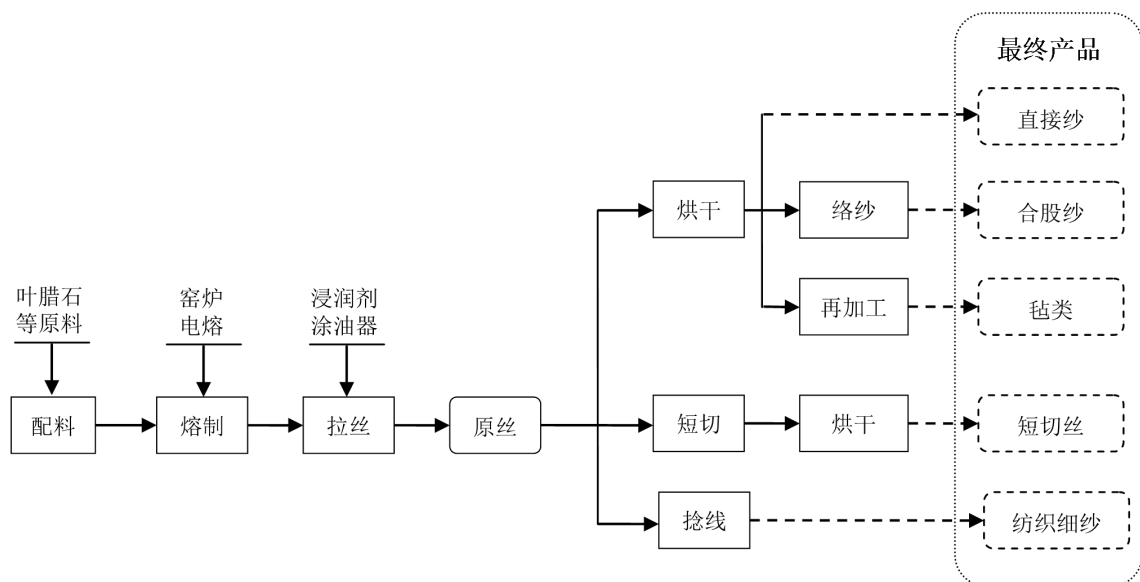 最终产品
直接纱
烘干
络纱
合股纱
叶腊石
等原料
窑炉
电熔
浸润剂
涂油器
再加工
毡类
配料
熔制
拉丝
原丝
短切
烘干
短切丝
捻线
纺织细纱